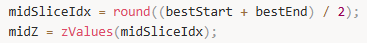 midSliceIdx = round((bestStart + bestEnd) / 2);
midZ = zValues(midSliceIdx);